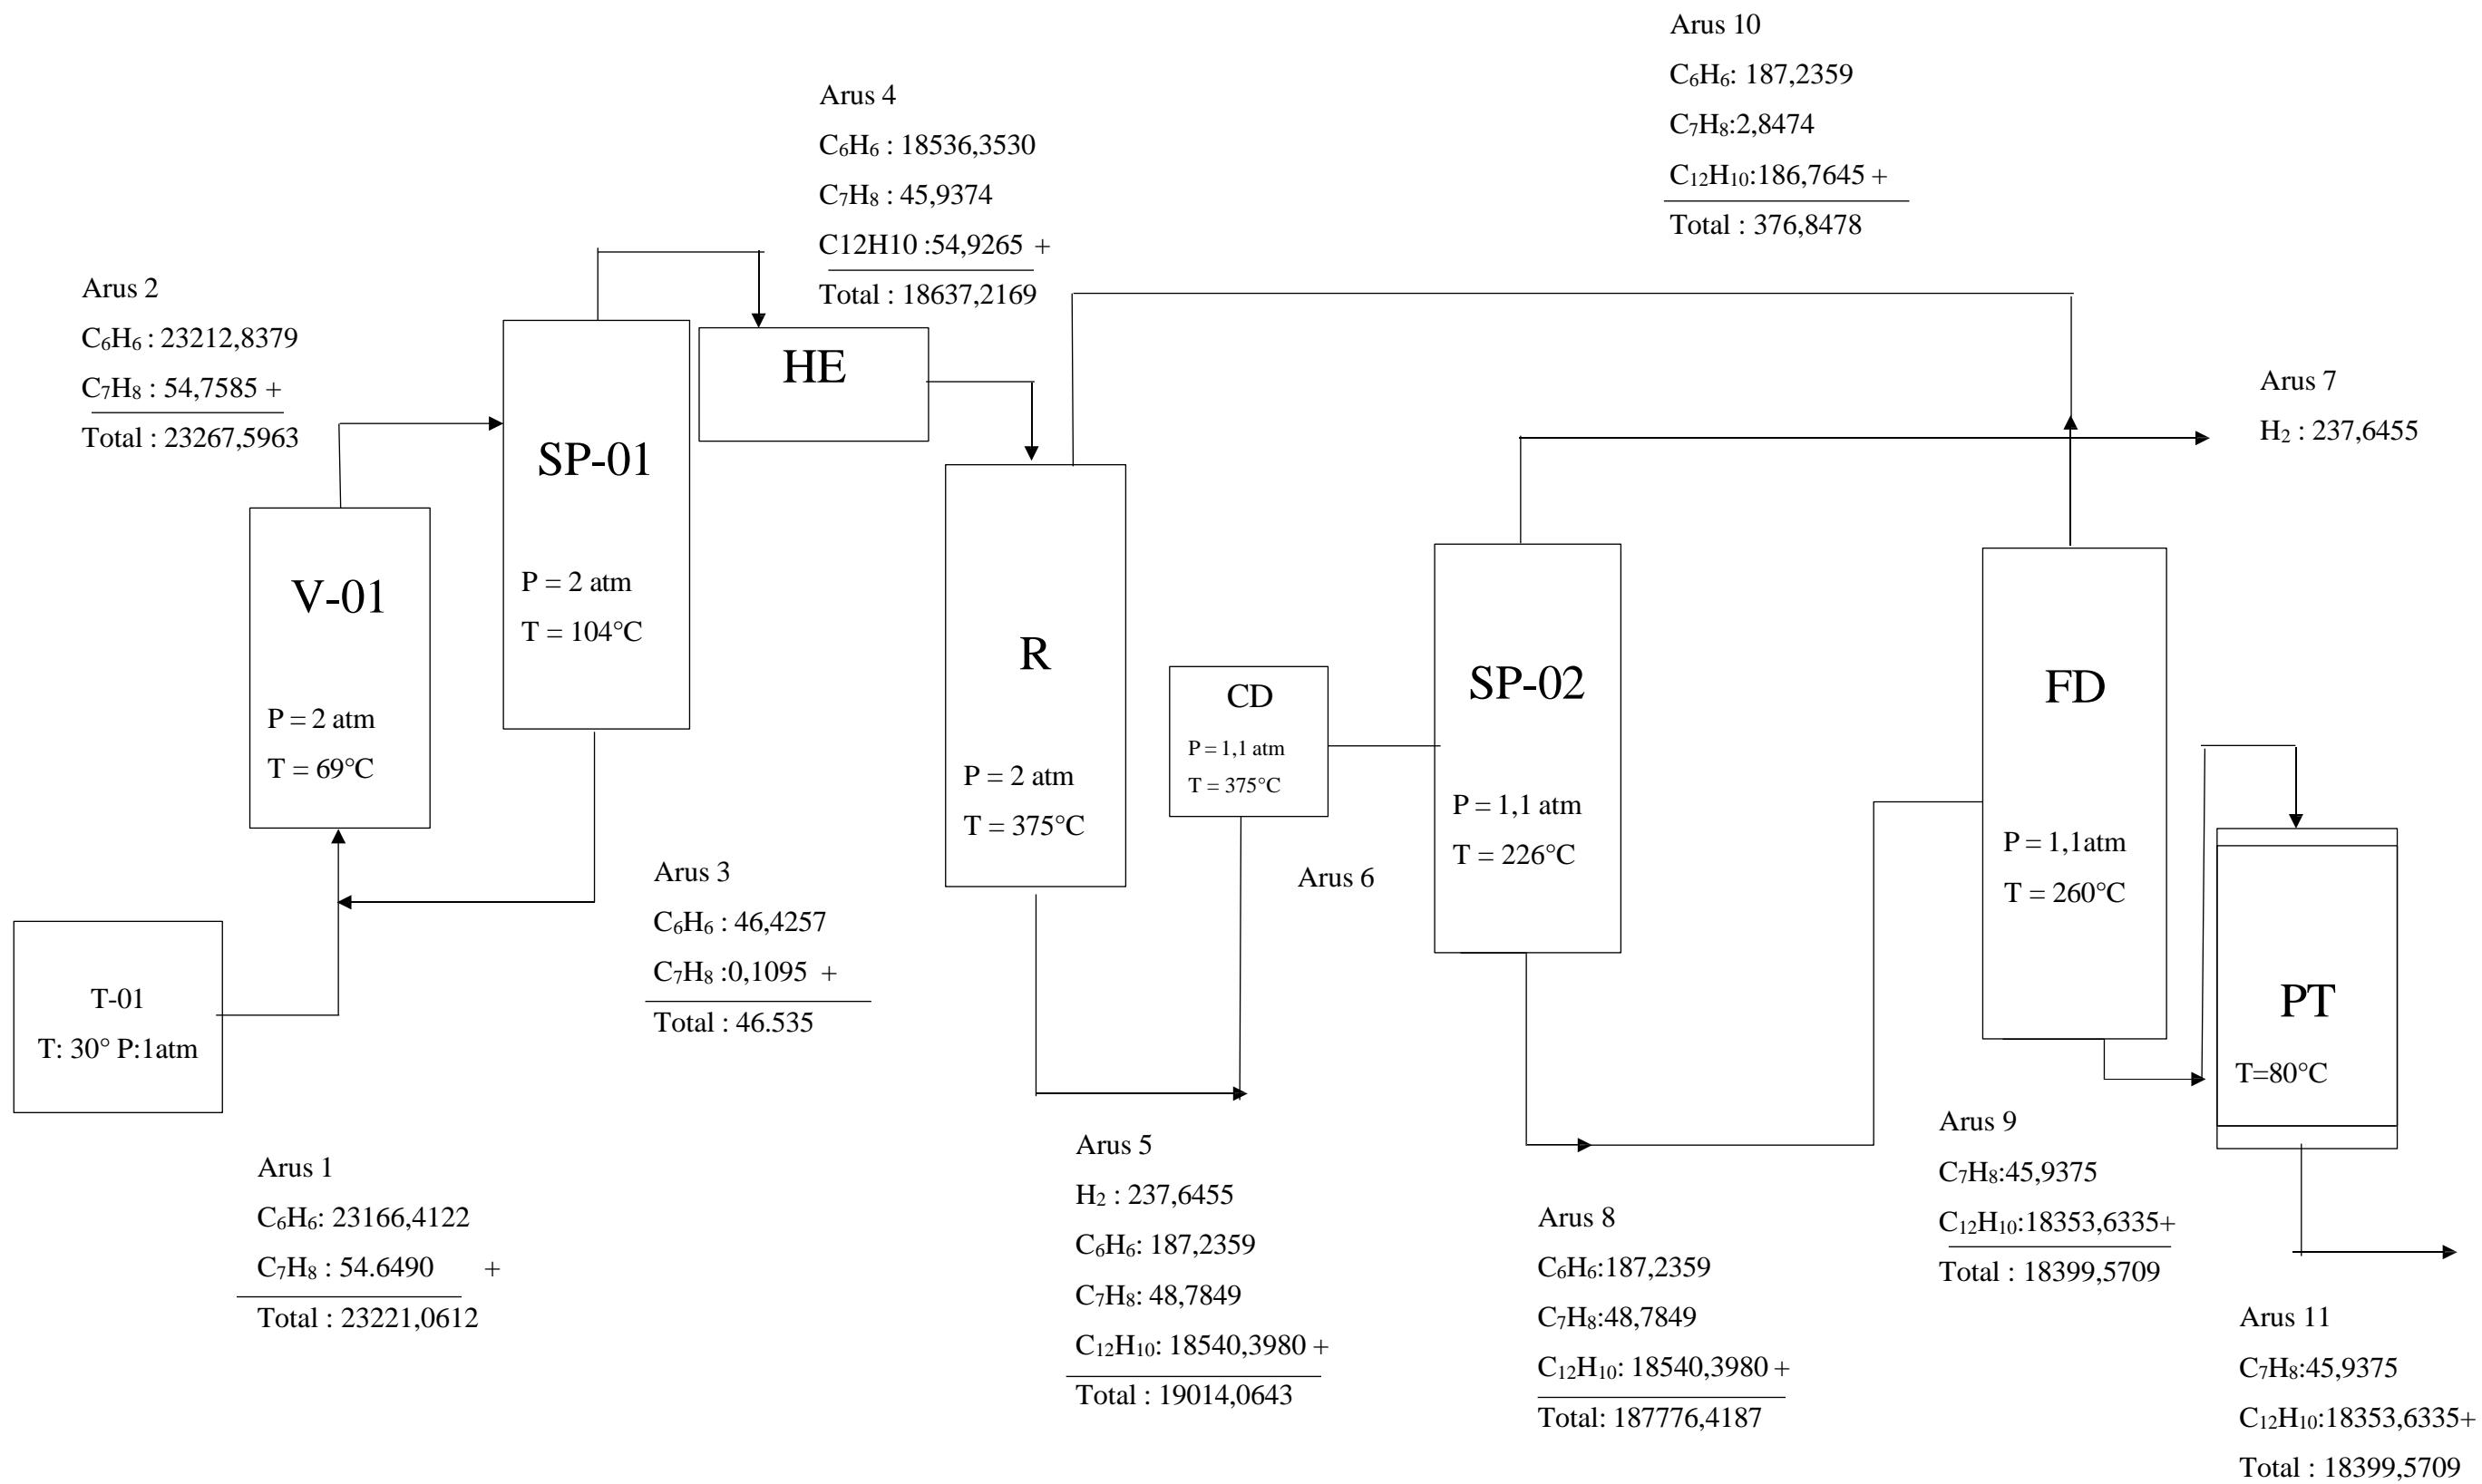 Arus 10
C₆H₆: 187,2359
C₇H₈:2,8474
C₁₂H₁₀:186,7645 +
Total : 376,8478
Arus 4
C₆H₆ : 18536,3530
C₇H₈ : 45,9374
C12H10 :54,9265 +
Total : 18637,2169
Arus 2
C₆H₆ : 23212,8379
C₇H₈ : 54,7585 +
Total : 23267,5963
HE
Arus 7
H₂ : 237,6455
SP-01
P = 2 atm
T = 104°C
V-01
P = 2 atm
T = 69°C
R
P = 2 atm
T = 375°C
CD
P = 1,1 atm
T = 375°C
SP-02
P = 1,1 atm
T = 226°C
FD
P = 1,1atm
T = 260°C
Arus 6
Arus 3
C₆H₆ : 46,4257
C₇H₈ :0,1095 +
Total : 46.535
T-01
T: 30° P:1atm
PT
T=80°C
Arus 1
C₆H₆: 23166,4122
C₇H₈ : 54.6490 +
Total : 23221,0612
Arus 5
H₂ : 237,6455
C₆H₆: 187,2359
C₇H₈: 48,7849
C₁₂H₁₀: 18540,3980 +
Total : 19014,0643
Arus 8
C₆H₆:187,2359
C₇H₈:48,7849
C₁₂H₁₀: 18540,3980 +
Total: 187776,4187
Arus 9
C₇H₈:45,9375
C₁₂H₁₀:18353,6335+
Total : 18399,5709
Arus 11
C₇H₈:45,9375
C₁₂H₁₀:18353,6335+
Total : 18399,5709